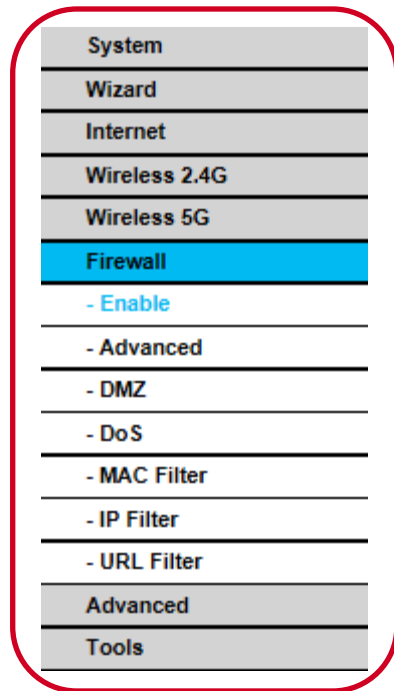 System
Wizard
Internet
Wireless 2.4G
Wireless 5G
Firewall
- Enable
- Advanced
- DMZ
- DoS
- MAC Filter
- IP Filter
- URL Filter
Advanced
Tools